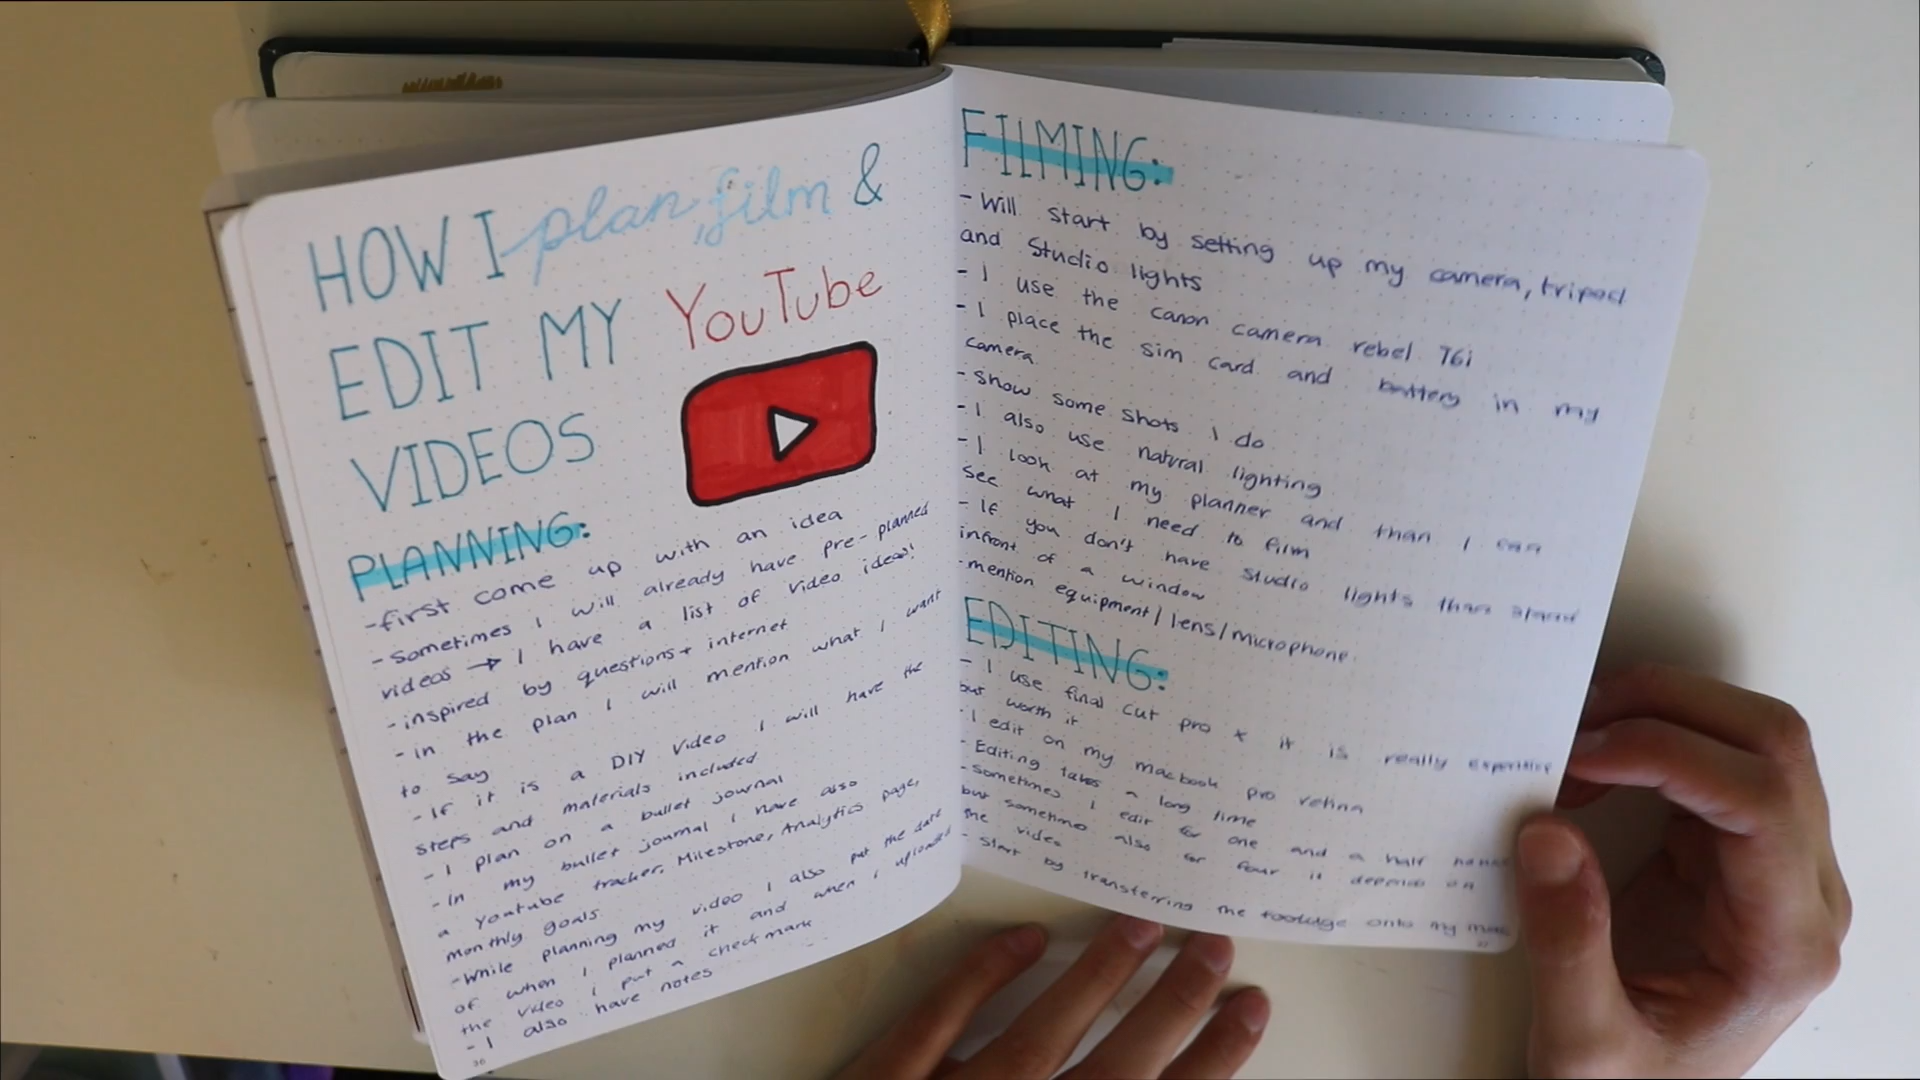 HOW I plan, film &
EDIT MY YouTube
VIDEOS
PLANNING:
-first come up with an idea
-sometimes I will already have pre-planned
videos → I have a list of video ideas!
-inspired by questions+ internet
-in the plan I will mention what I want
to say
-If it is a DIY Video I will have the
steps and materials included
-I plan on a bullet journal
-In my bullet journal I have also
a youtube tracker, Milestone, Analytics page,
monthly goals
-While planning my video I also put the date
of when I planned it and when I uploaded
the video I put a checkmark
-I also have notes
36
FILMING:
-Will start by setting up my camera, tripod
and Studio lights
-I use the canon camera rebel T6i
-I place the sim card and battery in my
camera
-Show some shots I do
-I also use natural lighting
-I look at my planner and than I can
see what I need to film
-If you don't have studio lights than stand
infront of a window
-mention equipment/lens/microphone
EDITING:
-I use final cut pro x it is really expensive
but worth it
-I edit on my macbook pro retina
-Editing takes a long time
-Sometimes I edit for one and a half hours
but sometimes also for four it depends on
the video
-Start by transferring the footage onto my mac